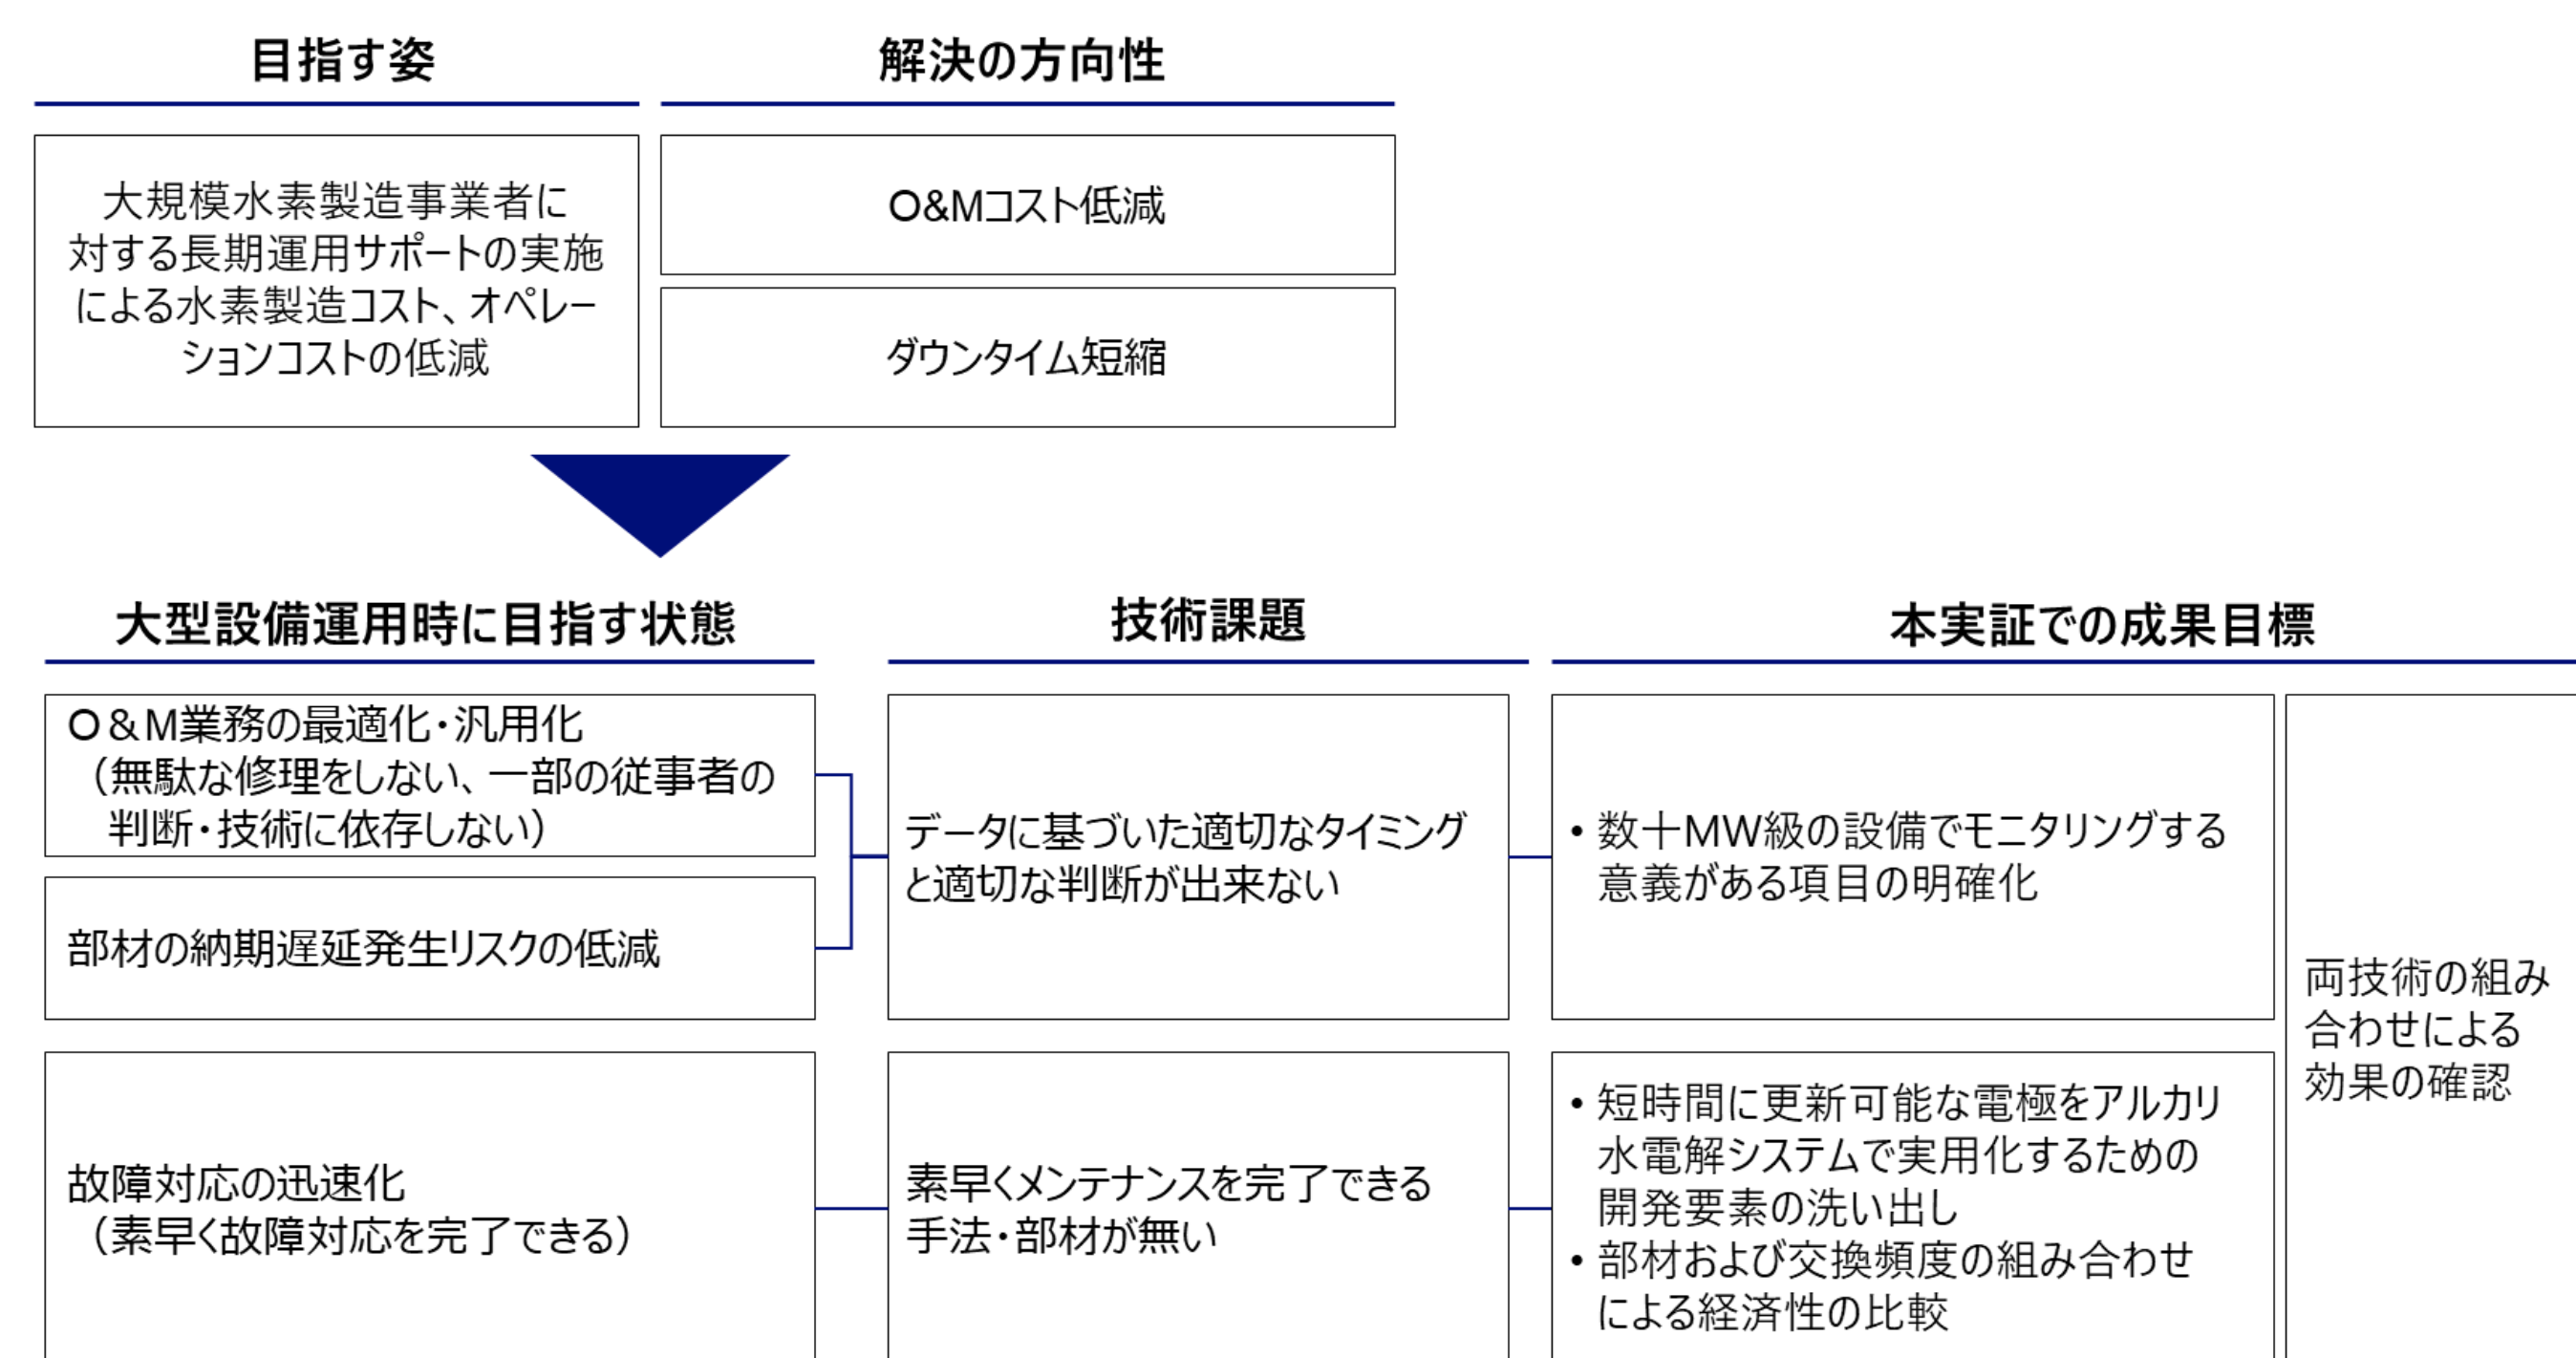 目指す姿
解決の方向性
大規模水素製造事業者に
対する長期運用サポートの実施
による水素製造コスト、オペレー
ションコストの低減
O&Mコスト低減
ダウンタイム短縮
大型設備運用時に目指す状態
技術課題
本実証での成果目標
O&M業務の最適化・汎用化
（無駄な修理をしない、一部の従事者の
判断・技術に依存しない）
部材の納期遅延発生リスクの低減
データに基づいた適切なタイミング
と適切な判断が出来ない
• 数十MW級の設備でモニタリングする
意義がある項目の明確化
両技術の組み
合わせによる
効果の確認
故障対応の迅速化
（素早く故障対応を完了できる）
素早くメンテナンスを完了できる
手法・部材が無い
• 短時間に更新可能な電極をアルカリ
水電解システムで実用化するための
開発要素の洗い出し
• 部材および交換頻度の組み合わせ
による経済性の比較